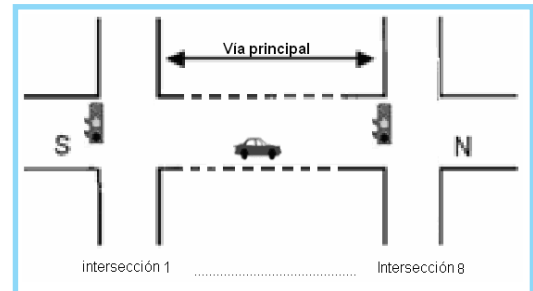 Vía principal
S
N
intersección 1 ........................................ Intersección 8